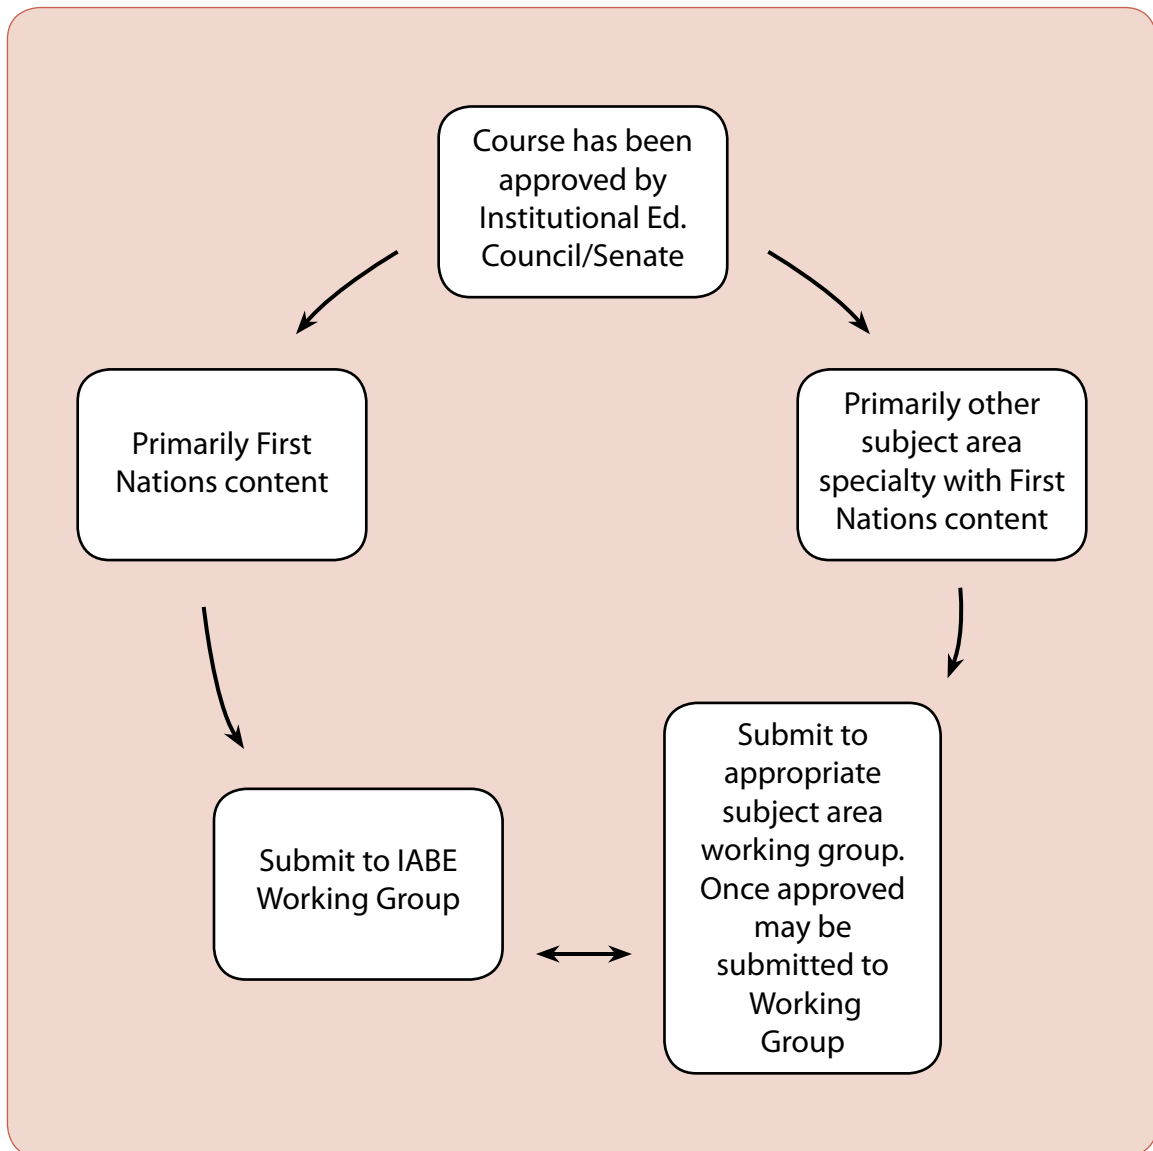 Course has been
approved by
Institutional Ed.
Council/Senate
Primarily First
Nations content
Primarily other
subject area
specialty with First
Nations content
Submit to IABE
Working Group
Submit to
appropriate
subject area
working group.
Once approved
may be
submitted to
Working
Group